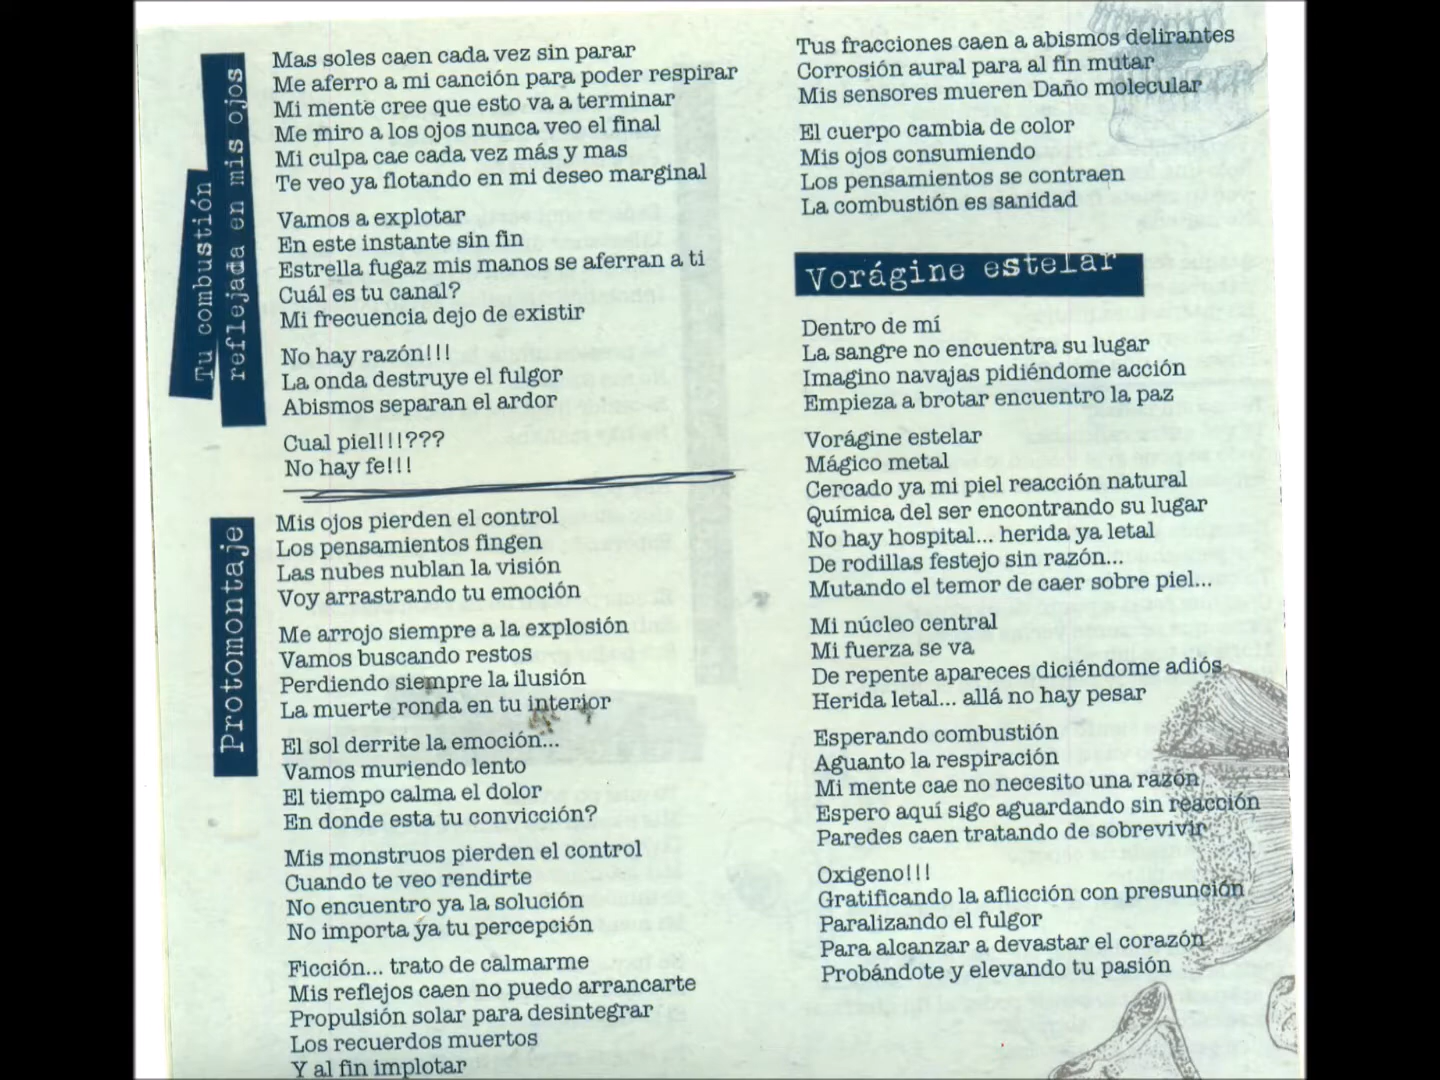 Tu combustión
reflejada en mis ojos
Mas soles caen cada vez sin parar
Me aferro a mi canción para poder respirar
Mi mente cree que esto va a terminar
Me miro a los ojos nunca veo el final
Mi culpa cae cada vez más y mas
Te veo ya flotando en mi deseo marginal
Vamos a explotar
En este instante sin fin
Estrella fugaz mis manos se aferran a ti
Cuál es tu canal?
Mi frecuencia dejo de existir
No hay razón!!!
La onda destruye el fulgor
Abismos separan el ardor
Cual piel!!!???
No hay fe!!!
Protomontaje
Mis ojos pierden el control
Los pensamientos fingen
Las nubes nublan la visión
Voy arrastrando tu emoción
Me arrojo siempre a la explosión
Vamos buscando restos
Perdiendo siempre la ilusión
La muerte ronda en tu interior
El sol derrite la emoción...
Vamos muriendo lento
El tiempo calma el dolor
En donde esta tu convicción?
Mis monstruos pierden el control
Cuando te veo rendirte
No encuentro ya la solución
No importa ya tu percepción
Ficción... trato de calmarme
Mis reflejos caen no puedo arrancarte
Propulsión solar para desintegrar
Los recuerdos muertos
Y al fin implotar
Tus fracciones caen a abismos delirantes
Corrosión aural para al fin mutar
Mis sensores mueren Daño molecular
El cuerpo cambia de color
Mis ojos consumiendo
Los pensamientos se contraen
La combustión es sanidad
Vorágine estelar
Dentro de mí
La sangre no encuentra su lugar
Imagino navajas pidiéndome acción
Empieza a brotar encuentro la paz
Vorágine estelar
Mágico metal
Cercado ya mi piel reacción natural
Química del ser encontrando su lugar
No hay hospital... herida ya letal
De rodillas festejo sin razón...
Mutando el temor de caer sobre piel...
Mi núcleo central
Mi fuerza se va
De repente apareces diciéndome adiós
Herida letal... allá no hay pesar
Esperando combustión
Aguanto la respiración
Mi mente cae no necesito una razón
Espero aquí sigo aguardando sin reacción
Paredes caen tratando de sobrevivir
Oxigeno!!!
Gratificando la aflicción con presunción
Paralizando el fulgor
Para alcanzar a devastar el corazón
Probándote y elevando tu pasión